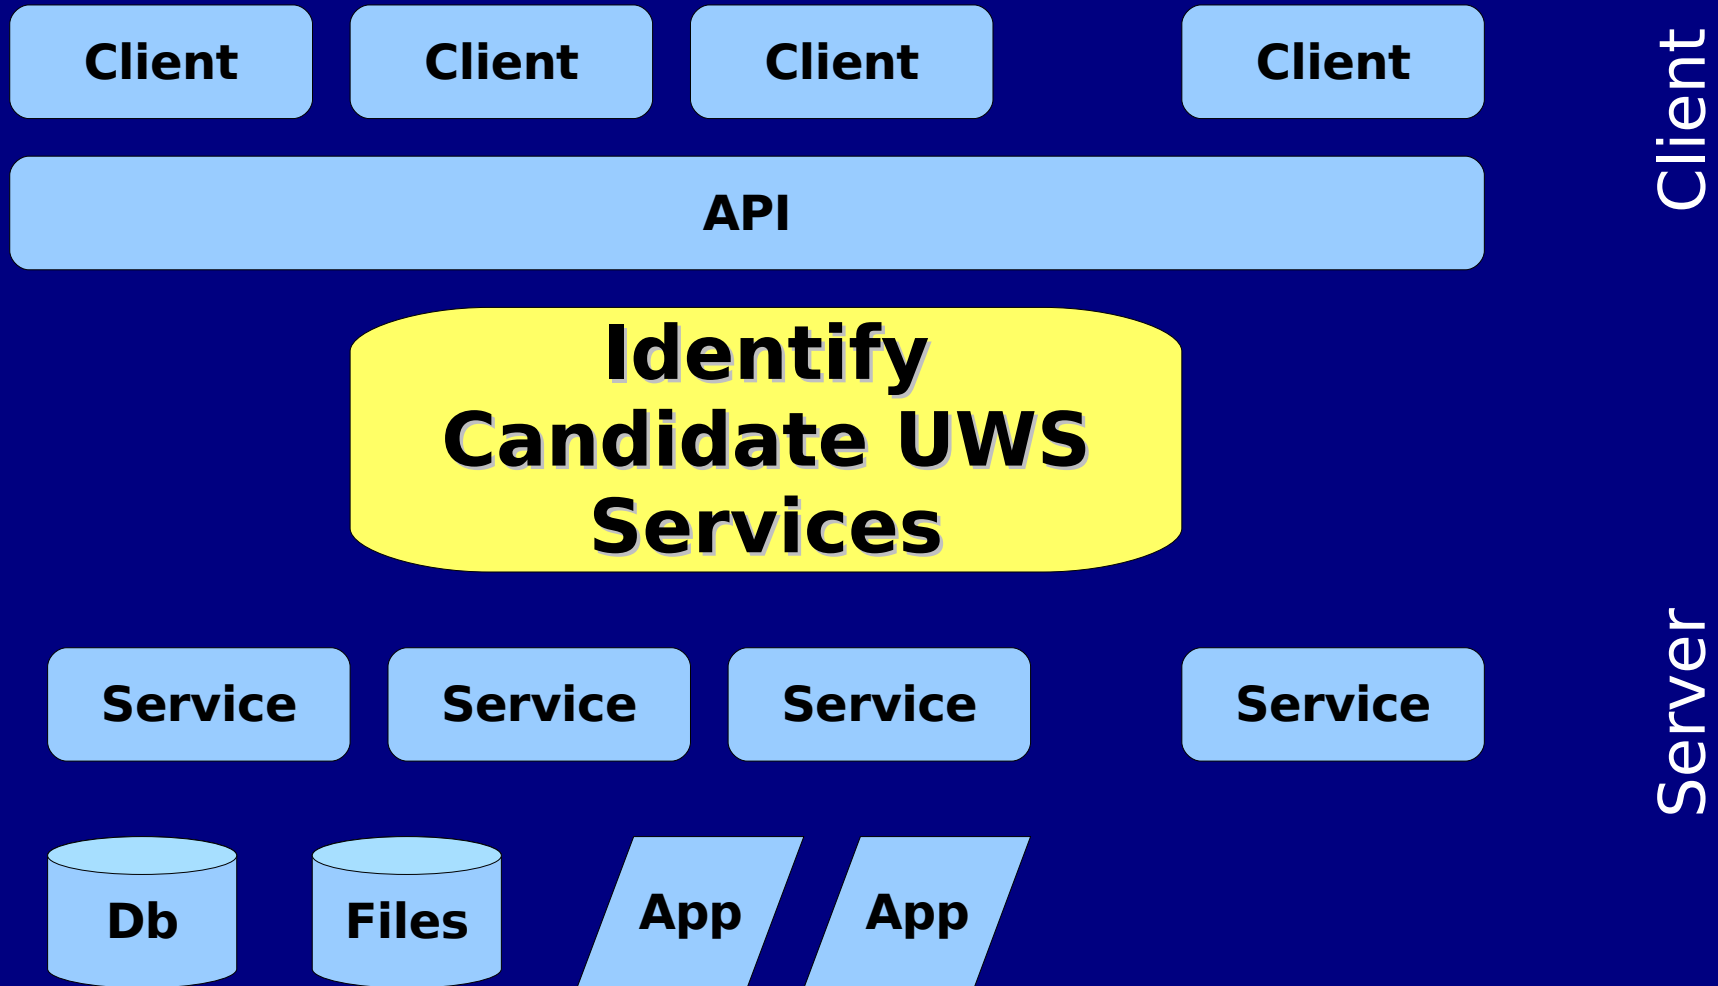 Client
Client
Client
Client
Client
API
Identify
Candidate UWS
Services
Service
Service
Service
Service
Server
Db
Files
App
App